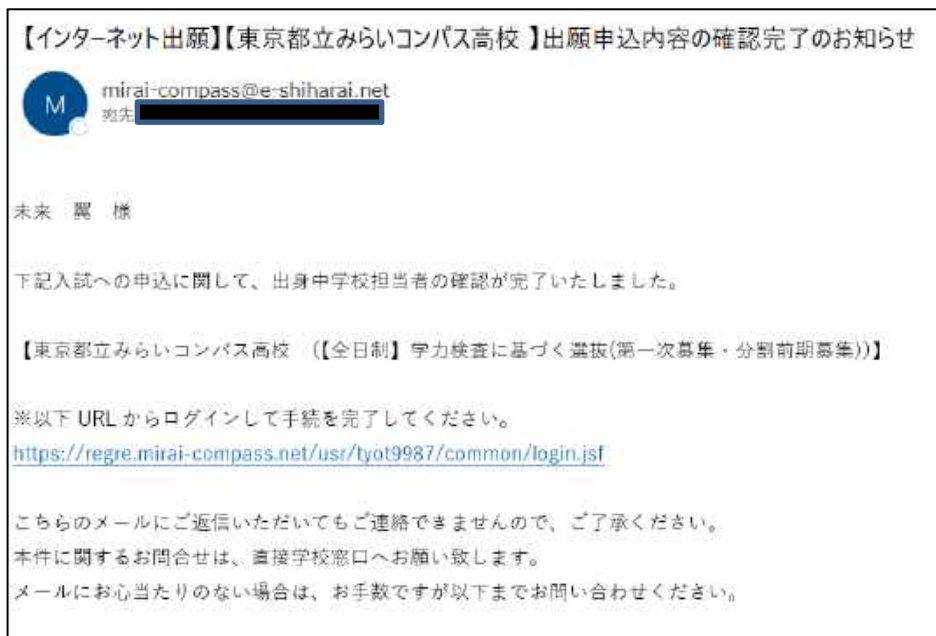 【インターネット出願】【東京都立みらいコンパス高校 】出願申込内容の確認完了のお知らせ
M
mirai-compass@e-shiharai.net
宛先
未来 翼 様
下記入試への申込に関して、出身中学校担当者の確認が完了いたしました。
【東京都立みらいコンパス高校 (【全日制】学力検査に基づく選抜(第一次募集・分割前期募集))】
※以下 URL からログインして手続を完了してください。
https://regre.mirai-compass.net/usr/tyot9987/common/login.jsf
こちらのメールにご返信いただいてもご連絡できませんので、ご了承ください。
本件に関するお問合せは、直接学校窓口へお願い致します。
メールにお心当たりのない場合は、お手数ですが以下までお問い合わせください。